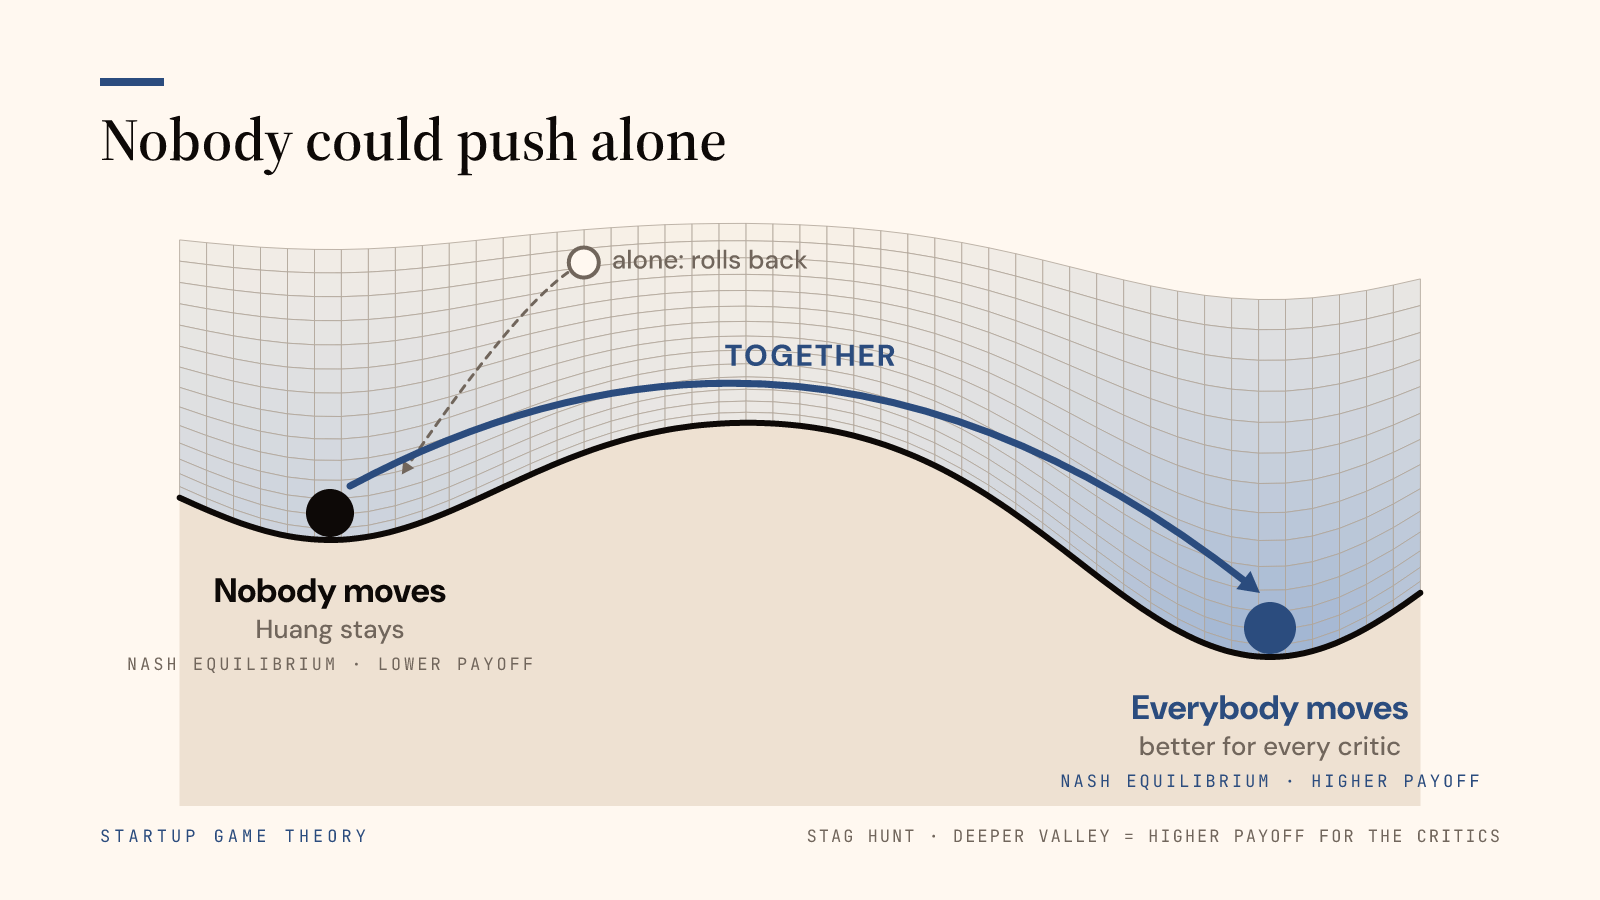 Nobody could push alone
alone: rolls back
TOGETHER
Nobody moves
Huang stays
NASH EQUILIBRIUM · LOWER PAYOFF
Everybody moves
better for every critic
NASH EQUILIBRIUM · HIGHER PAYOFF
STARTUP GAME THEORY
STAG HUNT · DEEPER VALLEY = HIGHER PAYOFF FOR THE CRITICS